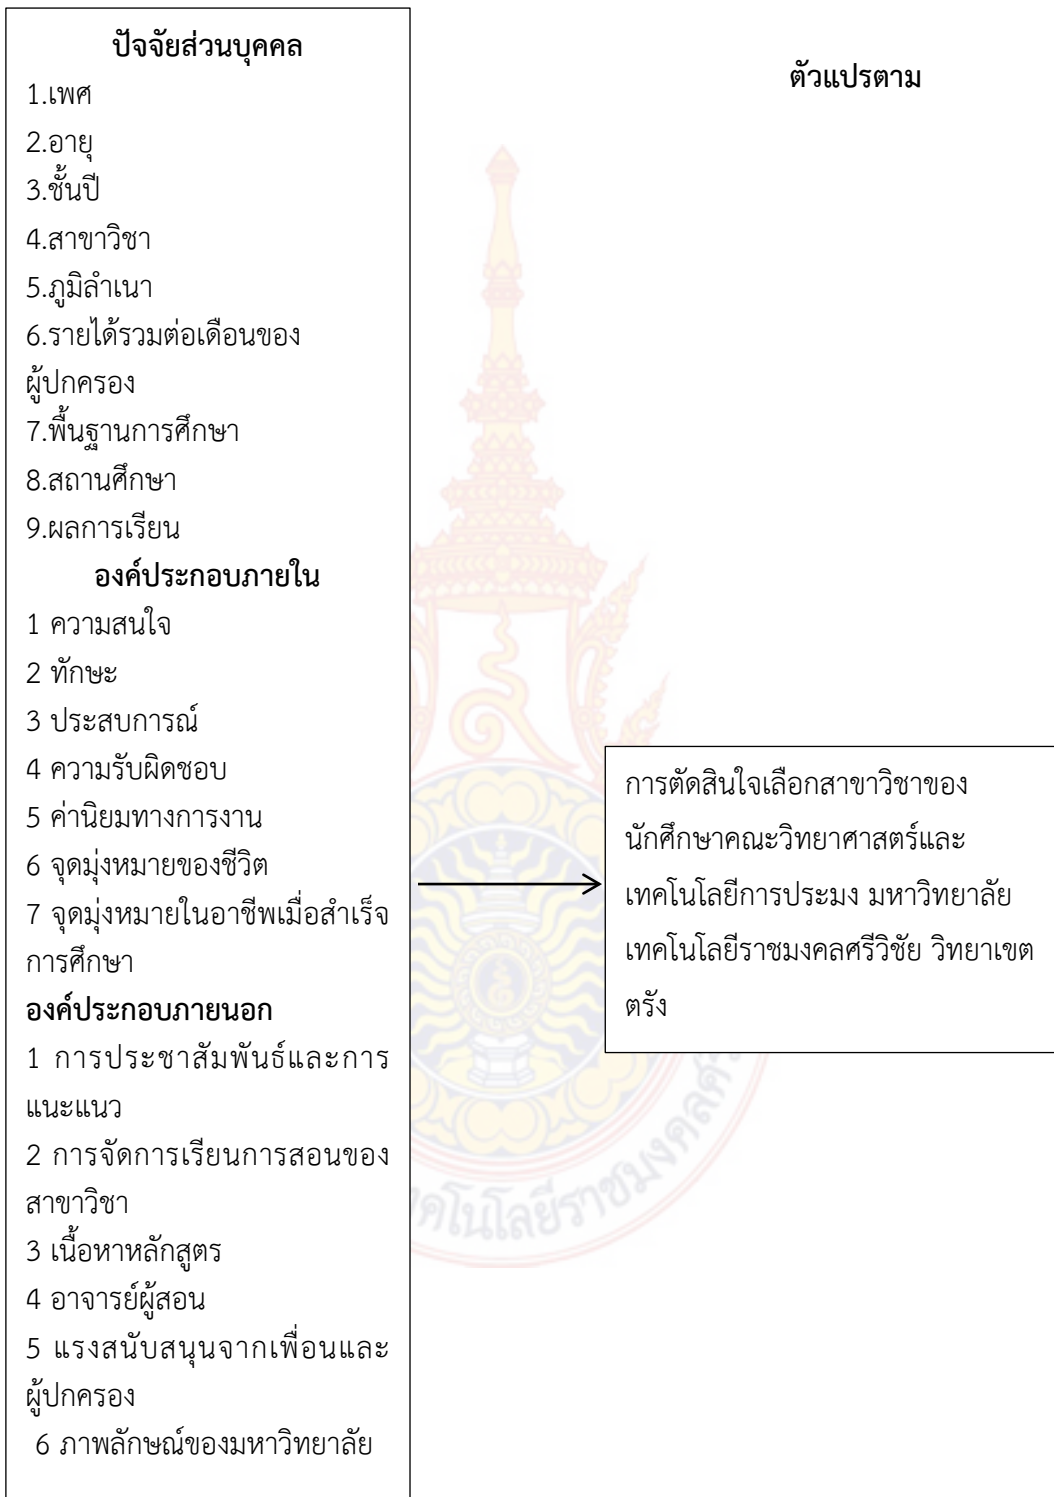 ปัจจัยส่วนบุคคล
1.เพศ
2.อายุ
3.ชั้นปี
4.สาขาวิชา
5.ภูมิลำเนา
6.รายได้รวมต่อเดือนของ
ผู้ปกครอง
7.พื้นฐานการศึกษา
8.สถานศึกษา
9.ผลการเรียน
องค์ประกอบภายใน
1 ความสนใจ
2 ทักษะ
3 ประสบการณ์
4 ความรับผิดชอบ
5 ค่านิยมทางการงาน
6 จุดมุ่งหมายของชีวิต
7 จุดมุ่งหมายในอาชีพเมื่อสำเร็จ
การศึกษา
องค์ประกอบภายนอก
1 การประชาสัมพันธ์และการ
แนะแนว
2 การจัดการเรียนการสอนของ
สาขาวิชา
3 เนื้อหาหลักสูตร
4 อาจารย์ผู้สอน
5 แรงสนับสนุนจากเพื่อนและ
ผู้ปกครอง
6 ภาพลักษณ์ของมหาวิทยาลัย
ตัวแปรตาม
การตัดสินใจเลือกสาขาวิชาของ
นักศึกษาคณะวิทยาศาสตร์และ
เทคโนโลยีการประมง มหาวิทยาลัย
เทคโนโลยีราชมงคลศรีวิชัย วิทยาเขต
ตรัง